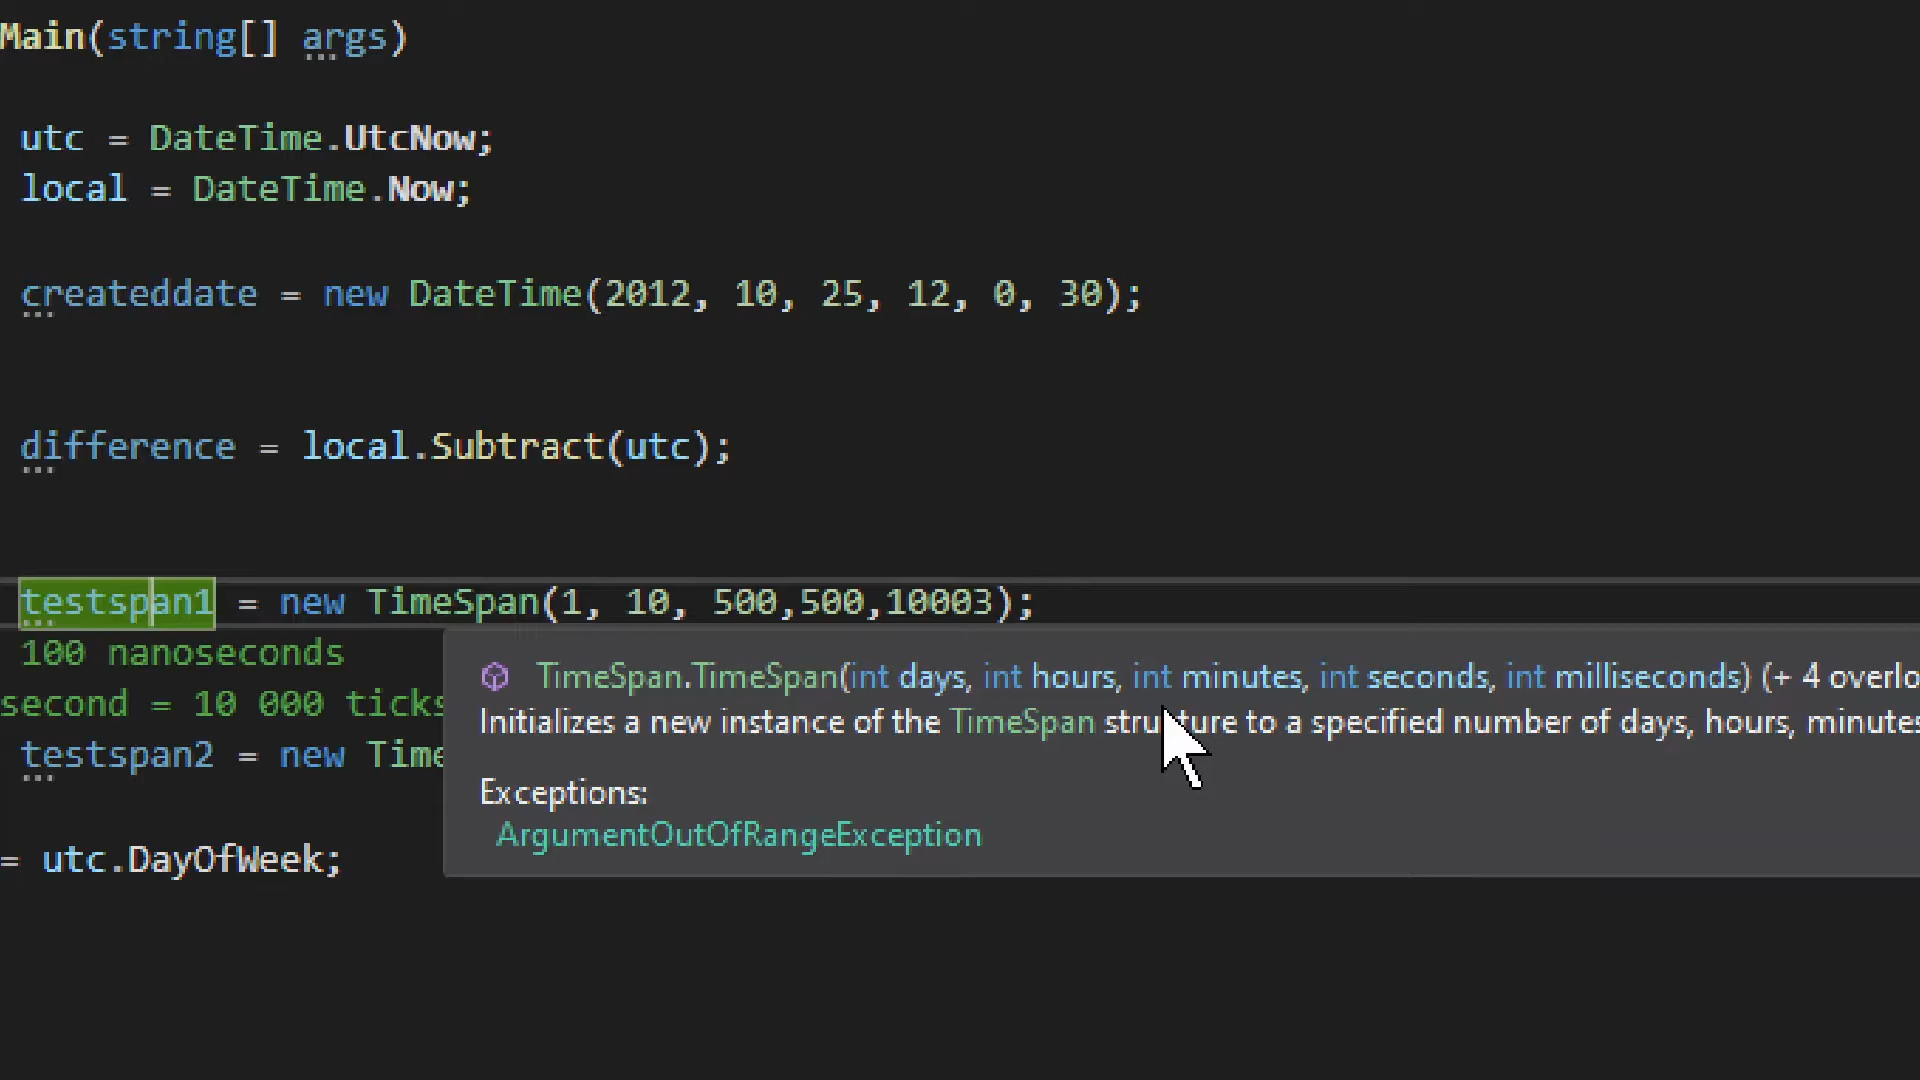 Main(string[] args)
utc = DateTime.UtcNow;
local = DateTime.Now;
createddate = new DateTime(2012, 10, 25, 12, 0, 30);
difference = local.Subtract(utc);
testspan1 = new TimeSpan(1, 10, 500,500,10003);
100 nanoseconds
second = 10 000 ticks
testspan2 = new Time
= utc.DayOfWeek;
TimeSpan.TimeSpan(int days, int hours, int minutes, int seconds, int milliseconds) (+ 4 overlo
Initializes a new instance of the TimeSpan structure to a specified number of days, hours, minutes
Exceptions:
ArgumentOutOfRangeException